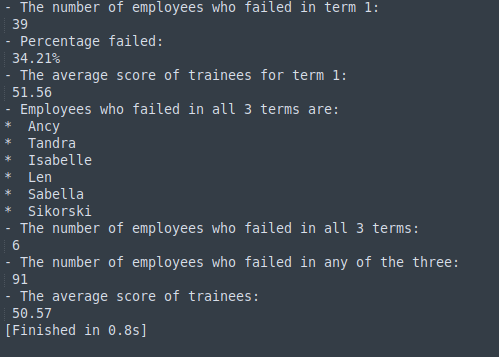 - The number of employees who failed in term 1:
39
- Percentage failed:
34.21%
- The average score of trainees for term 1:
51.56
- Employees who failed in all 3 terms are:
*  Ancy
*  Tandra
*  Isabelle
*  Len
*  Sabella
*  Sikorski
- The number of employees who failed in all 3 terms:
6
- The number of employees who failed in any of the three:
91
- The average score of trainees:
50.57
[Finished in 0.8s]